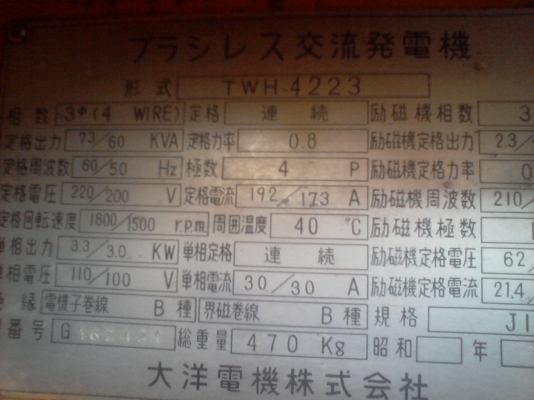 ブラシレス交流発電機
形式 TWH-4223
相数 3φ(4 WIRE) 定格 連続 励磁機相数 3
定格出力 73/60 KVA 定格力率 0.8 励磁機定格出力 2.3/
定格周波数 60/50 Hz 極数 4 P 励磁機定格力率 0
定格電圧 220/200 V 定格電流 192/173 A 励磁機周波数 210/
定格回転速度 1800/1500 r.p.m 周囲温度 40 °C 励磁機極数
単相出力 3.3/3.0 KW 単相定格 連続 励磁機定格電圧 62/
単相電圧 110/100 V 単相電流 30/30 A 励磁機定格電流 21.4
縁 電機子巻線 B種 界磁巻線 B種 規格 JI
番号 G 総重量 470 Kg 昭和 年
大洋電機株式会社